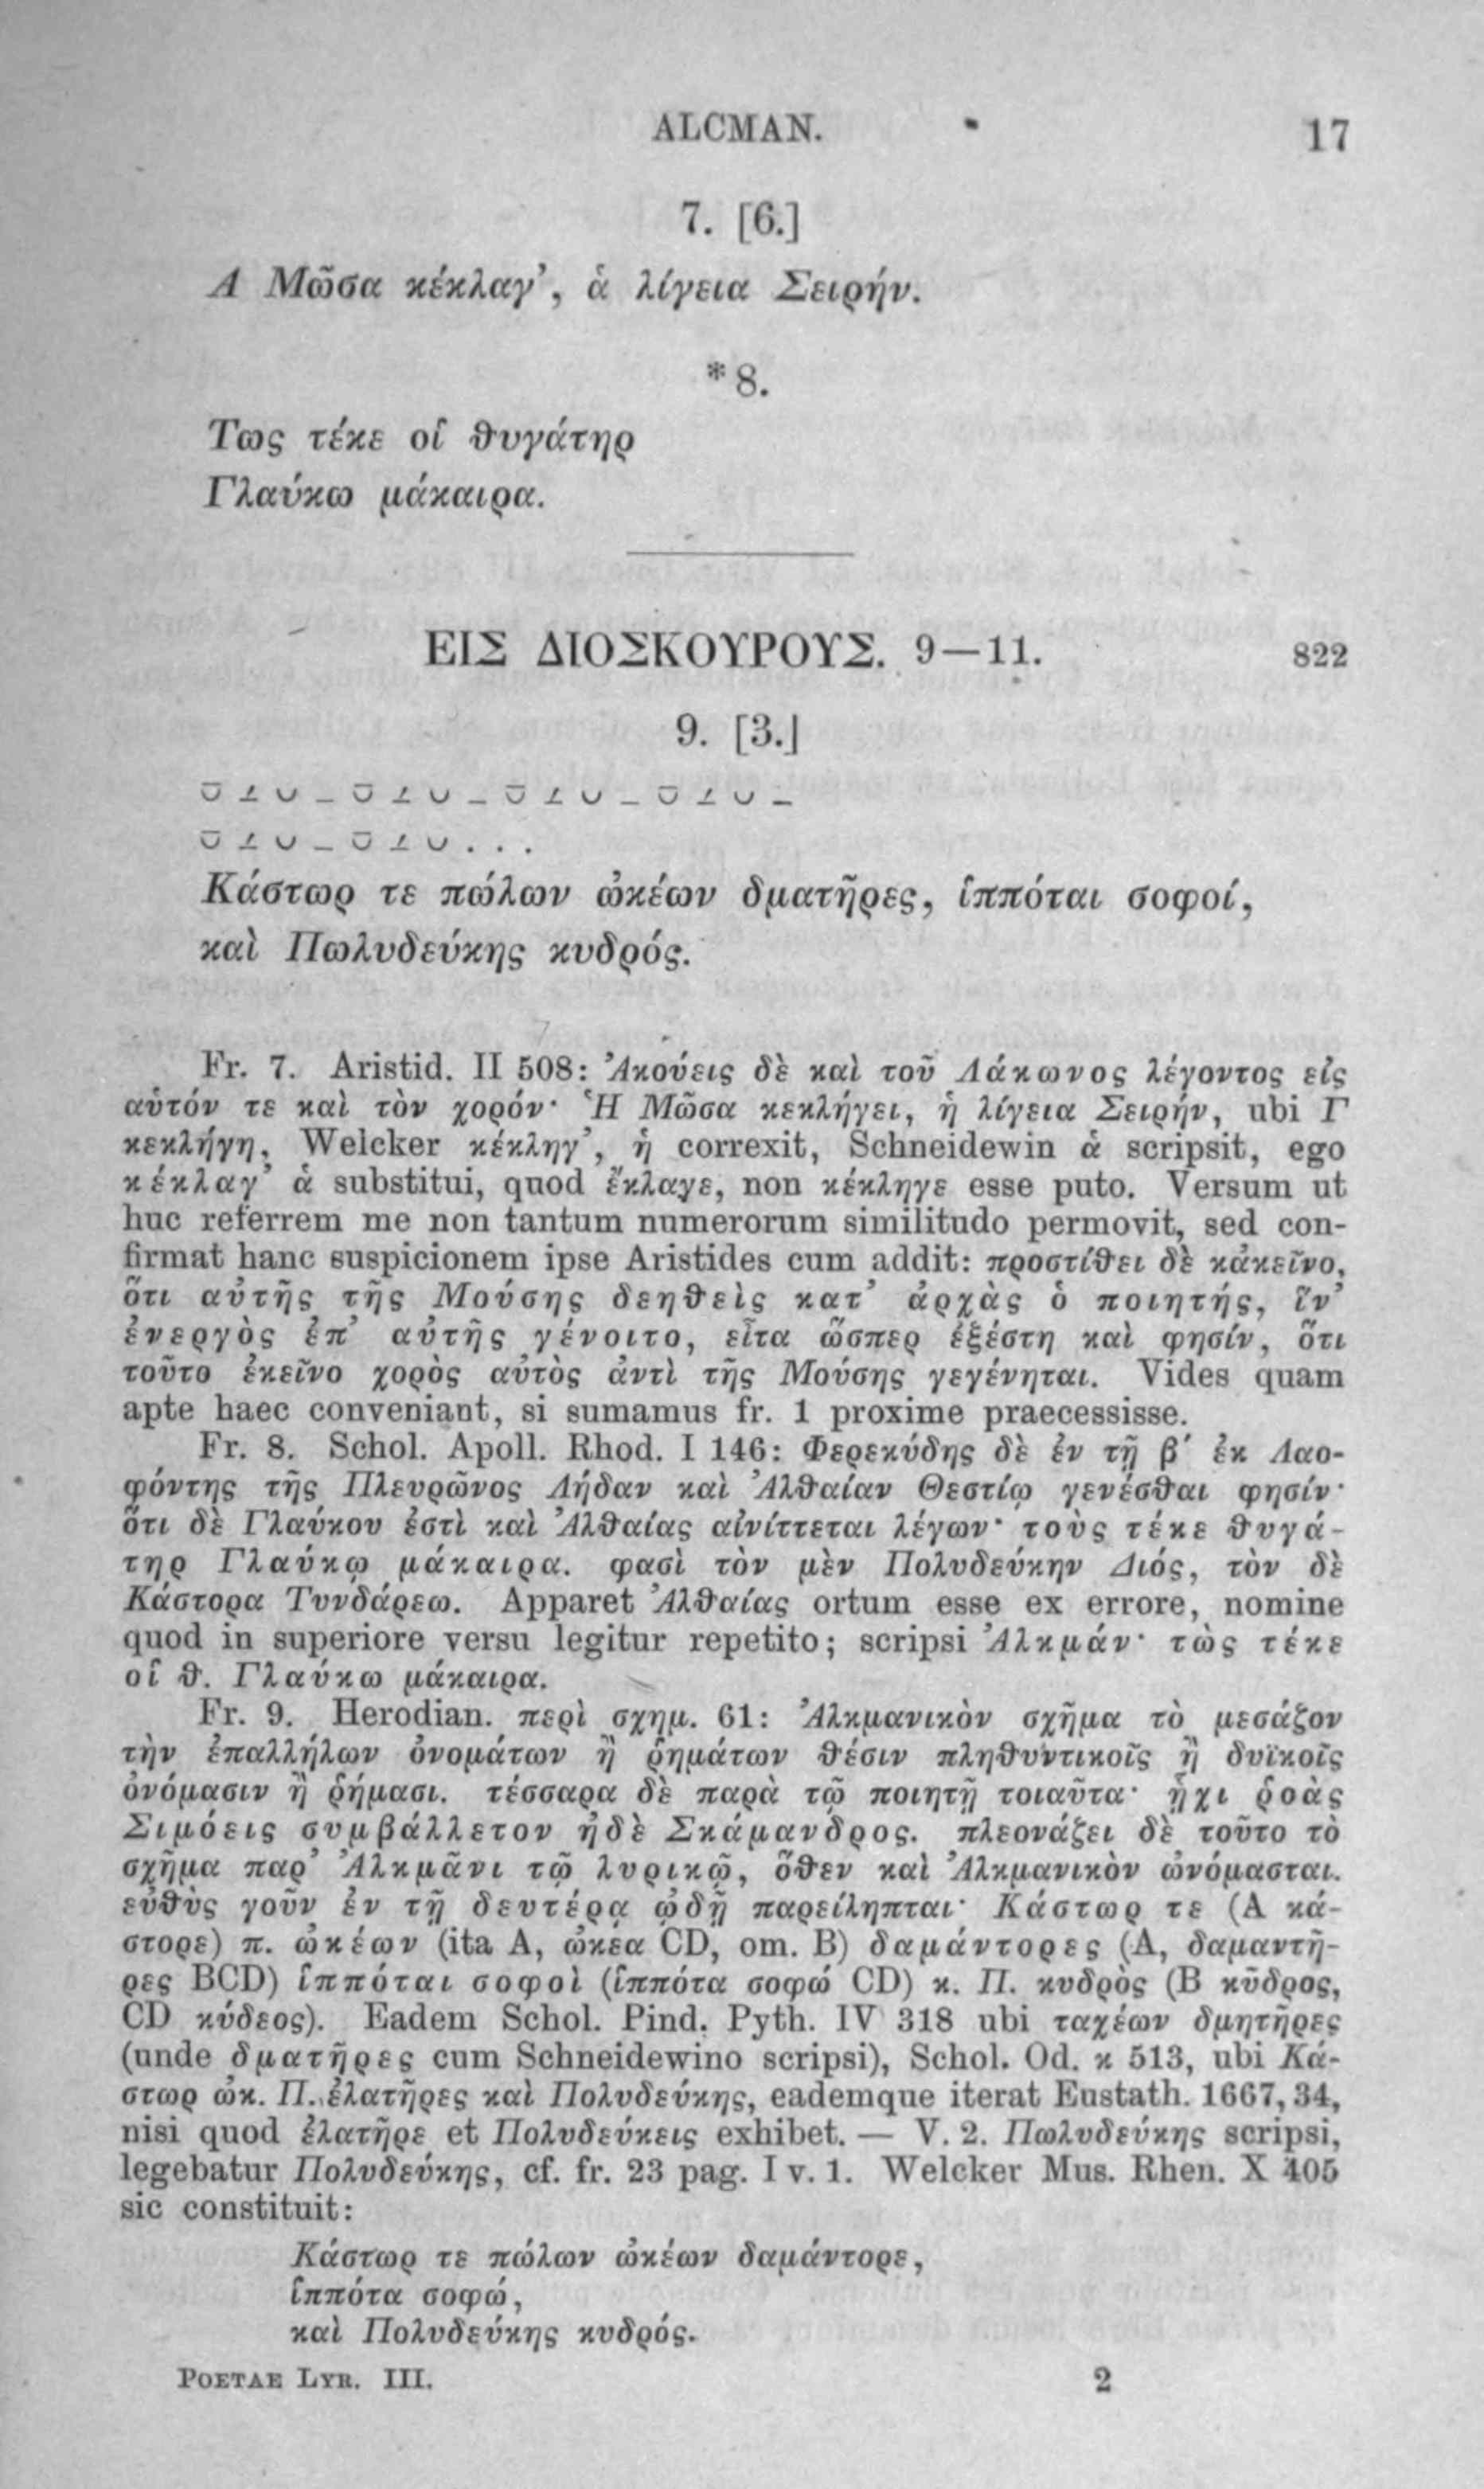 ALCMAN. 17
7. [6.]
Α Μῶσα κέκλαγ’, ἁ λίγεια Σειρήν.
*8.
Τως τέκε οἱ θυγάτηρ
Γλαύκω μάκαιρα.
ΕΙΣ ΔΙΟΣΚΟΥΡΟΥΣ. 9—11. 822
9. [3.]
⏓ ∠ ∪ – ⏓ ∠ ∪ – ⏓ ∠ ∪ – ⏓ ∠ ∪ –
⏓ ∠ ∪ – ⏓ ∠ ∪ . . .
Κάστωρ τε πώλων ὠκέων δματῆρες, ἱππόται σοφοί,
καὶ Πωλυδεύκης κυδρός.
Fr. 7. Aristid. II 508: Ἀκούεις δὲ καὶ τοῦ Λάκωνος λέγοντος εἰς
αὑτόν τε καὶ τὸν χορόν· Ἡ Μῶσα κεκλήγει, ἡ λίγεια Σειρήν, ubi Γ
κεκλήγη, Welcker κέκληγ’, ἡ correxit, Schneidewin ἁ scripsit, ego
κέκλαγ’ ἁ substitui, quod ἔκλαγε, non κέκληγε esse puto. Versum ut
huc referrem me non tantum numerorum similitudo permovit, sed con-
firmat hanc suspicionem ipse Aristides cum addit: προστίθει δὲ κἀκεῖνο,
ὅτι αὐτῆς τῆς Μούσης δεηθεὶς κατ’ ἀρχὰς ὁ ποιητής, ἵν’
ἐνεργὸς ἐπ’ αὐτῆς γένοιτο, εἶτα ὥσπερ ἐξέστη καὶ φησίν, ὅτι
τοῦτο ἐκεῖνο χορὸς αὐτὸς ἀντὶ τῆς Μούσης γεγένηται. Vides quam
apte haec conveniant, si sumamus fr. 1 proxime praecessisse.
Fr. 8. Schol. Apoll. Rhod. I 146: Φερεκύδης δὲ ἐν τῇ β΄ ἐκ Λαο-
φόντης τῆς Πλευρῶνος Λήδαν καὶ Ἀλθαίαν Θεστίῳ γενέσθαι φησίν·
ὅτι δὲ Γλαύκου ἐστὶ καὶ Ἀλθαίας αἰνίττεται λέγων· τοὺς τέκε θυγά-
τηρ Γλαύκῳ μάκαιρα. φασὶ τὸν μὲν Πολυδεύκην Διός, τὸν δὲ
Κάστορα Τυνδάρεω. Apparet Ἀλθαίας ortum esse ex errore, nomine
quod in superiore versu legitur repetito; scripsi Ἀλκμάν· τὼς τέκε
οἱ θ. Γλαύκω μάκαιρα.
Fr. 9. Herodian. περὶ σχημ. 61: Ἀλκμανικὸν σχῆμα τὸ μεσάζον
τὴν ἐπαλλήλων ὀνομάτων ἢ ῥημάτων θέσιν πληθυντικοῖς ἢ δυϊκοῖς
ὀνόμασιν ἢ ῥήμασι. τέσσαρα δὲ παρὰ τῷ ποιητῇ τοιαῦτα· ᾗχι ῥοὰς
Σιμόεις συμβάλλετον ἠδὲ Σκάμανδρος. πλεονάζει δὲ τοῦτο τὸ
σχῆμα παρ’ Ἀλκμᾶνι τῷ λυρικῷ, ὅθεν καὶ Ἀλκμανικὸν ὠνόμασται.
εὐθὺς γοῦν ἐν τῇ δευτέρᾳ ᾠδῇ παρείληπται· Κάστωρ τε (A κά-
στορε) π. ὠκέων (ita A, ὠκεα CD, om. B) δαμάντορες (A, δαμαντῆ-
ρες BCD) ἱππόται σοφοὶ (ἱππότα σοφώ CD) κ. Π. κυδρὸς (B κῦδρος,
CD κύδεος). Eadem Schol. Pind. Pyth. IV 318 ubi ταχέων δμητῆρες
(unde δματῆρες cum Schneidewino scripsi), Schol. Od. κ 513, ubi Κά-
στωρ ὠκ. Π. ἐλατῆρες καὶ Πολυδεύκης, eademque iterat Eustath. 1667, 34,
nisi quod ἐλατῆρε et Πολυδεύκεις exhibet. — V. 2. Πωλυδεύκης scripsi,
legebatur Πολυδεύκης, cf. fr. 23 pag. I v. 1. Welcker Mus. Rhen. X 405
sic constituit:
Κάστωρ τε πώλων ὠκέων δαμάντορε,
ἱππότα σοφώ,
καὶ Πολυδεύκης κυδρός.
POETAE LYR. III. 2